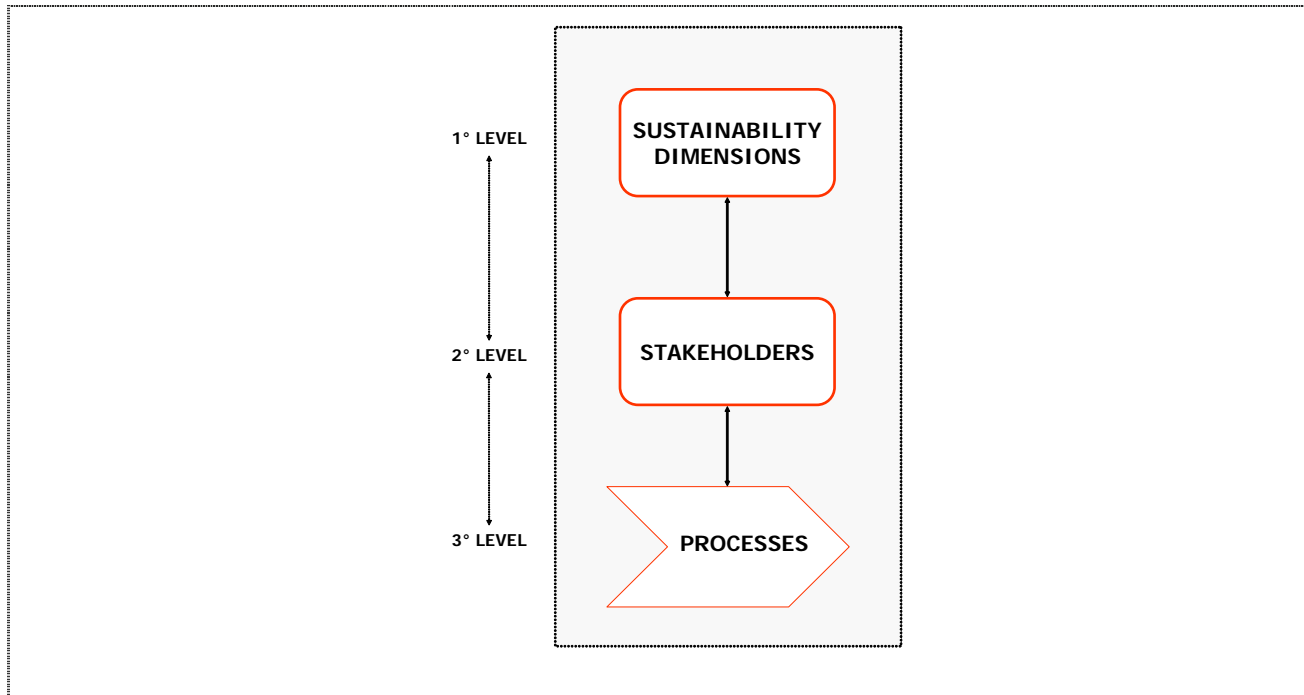 1° LEVEL
SUSTAINABILITY
DIMENSIONS
2° LEVEL
STAKEHOLDERS
3° LEVEL
PROCESSES